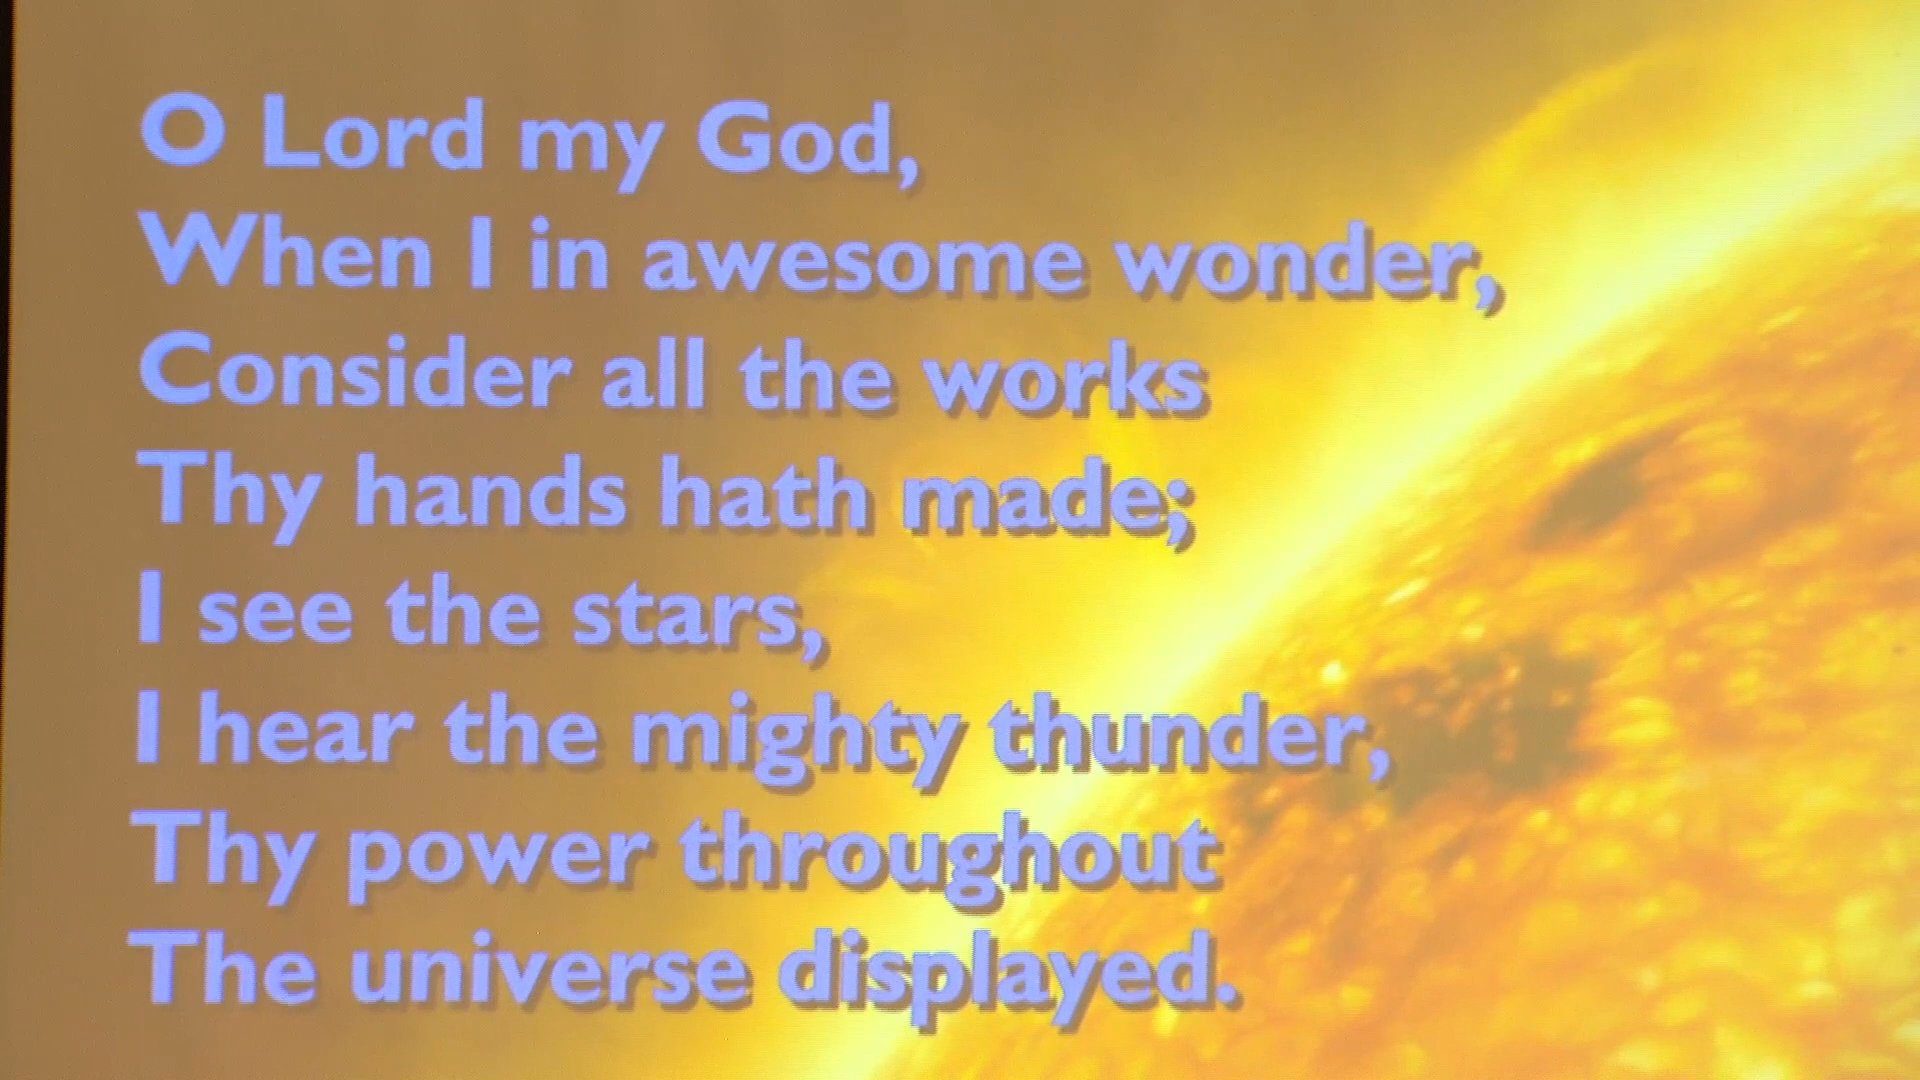 O Lord my God,
When I in awesome wonder,
Consider all the works
Thy hands hath made;
I see the stars,
I hear the mighty thunder,
Thy power throughout
The universe displayed.